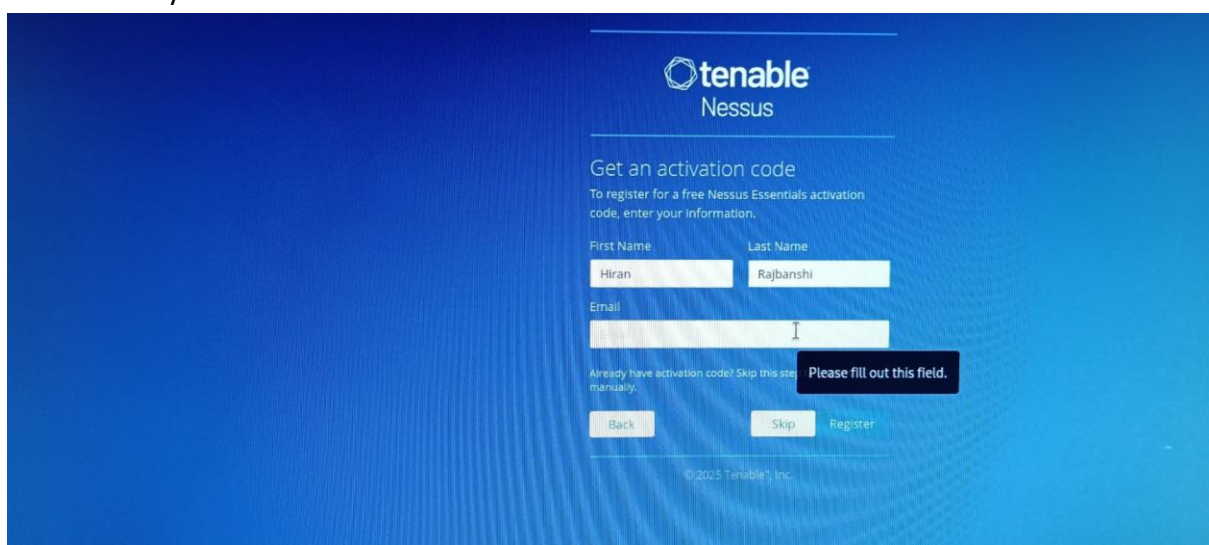 tenable
Nessus
Get an activation code
To register for a free Nessus Essentials activation
code, enter your information.
First Name Last Name
Hiran Rajbanshi
Email
Already have activation code? Skip this step
Please fill out this field.
manually.
Back Skip Register
© 2025 Tenable™, Inc.